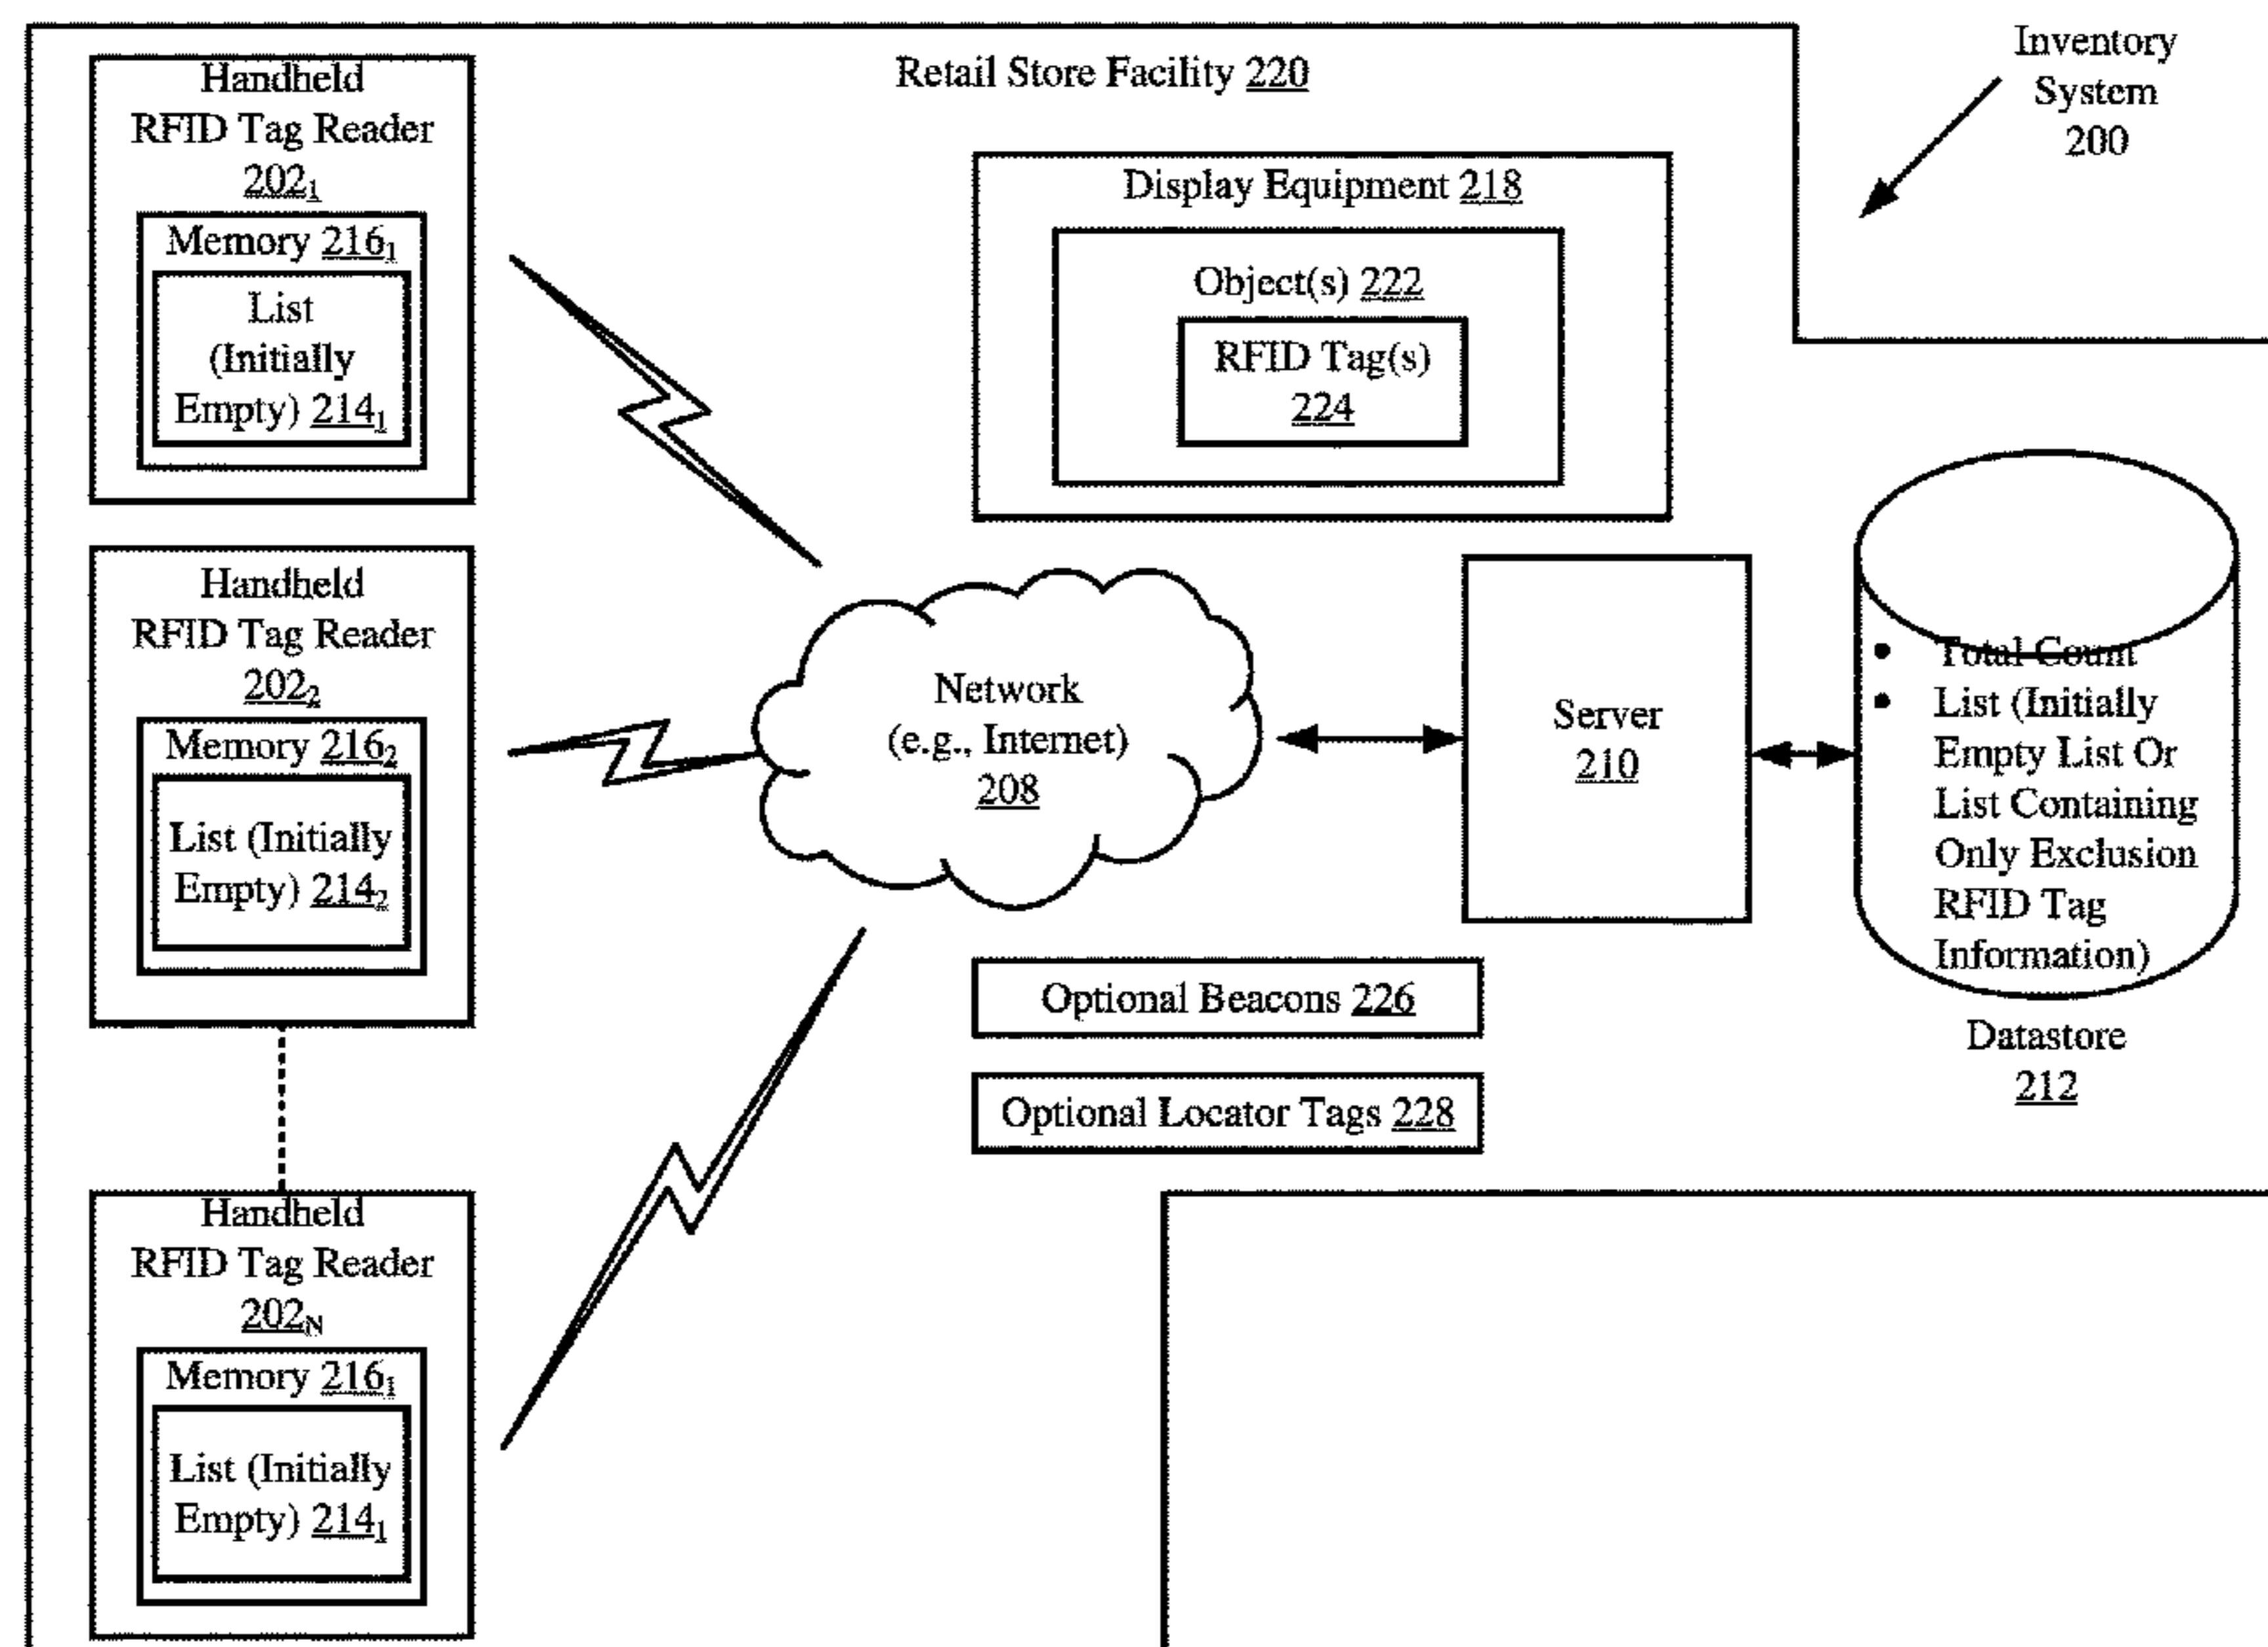 Retail Store Facility 220
Inventory
System
200
Handheld
RFID Tag Reader
202₁
Memory 216₁
List
(Initially
Empty) 214₁
Display Equipment 218
Object(s) 222
RFID Tag(s)
224
Handheld
RFID Tag Reader
202₂
Memory 216₂
List (Initially
Empty) 214₂
Network
(e.g., Internet)
208
Server
210
• Total Count
• List (Initially
Empty List Or
List Containing
Only Exclusion
RFID Tag
Information)
Datastore
212
Optional Beacons 226
Optional Locator Tags 228
Handheld
RFID Tag Reader
202N
Memory 216₁
List (Initially
Empty) 214₁